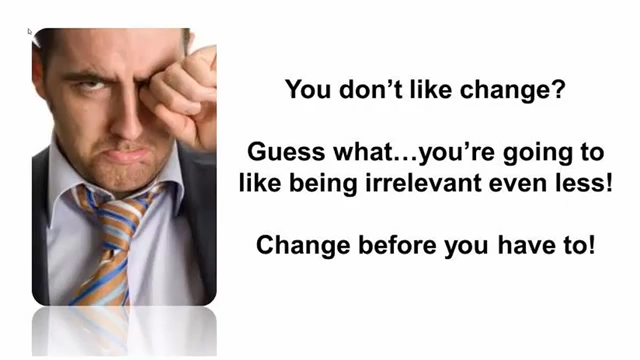 You don’t like change?
Guess what…you’re going to
like being irrelevant even less!
Change before you have to!